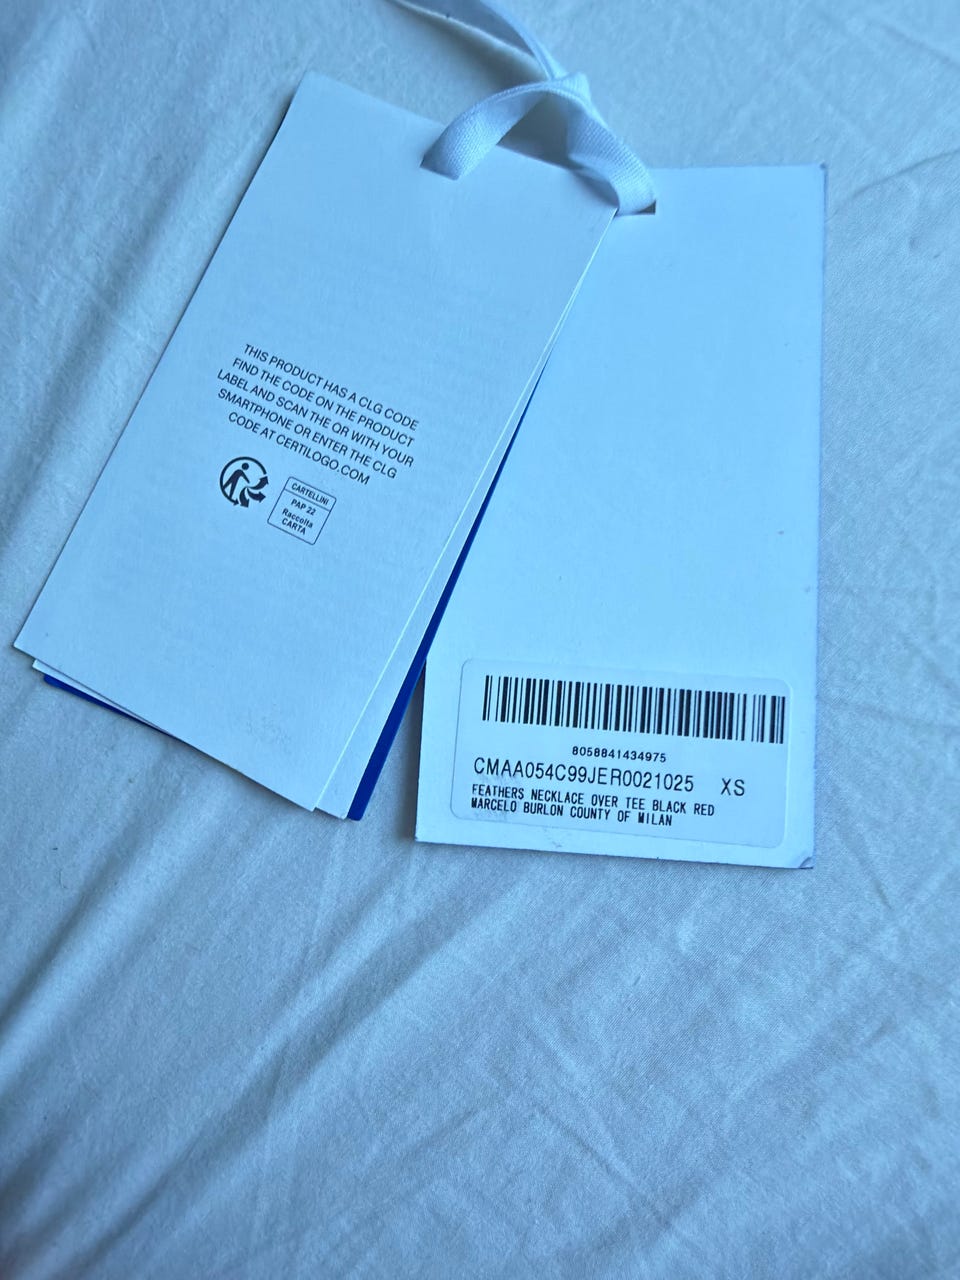 THIS PRODUCT HAS A CLG CODE
FIND THE CODE ON THE PRODUCT
LABEL AND SCAN THE QR WITH YOUR
SMARTPHONE OR ENTER THE CLG
CODE AT CERTILOGO.COM
CARTELLINI
PAP 22
Raccolta
CARTA
8058841434975
CMAA054C99JER0021025 XS
FEATHERS NECKLACE OVER TEE BLACK RED
MARCELO BURLON COUNTY OF MILAN